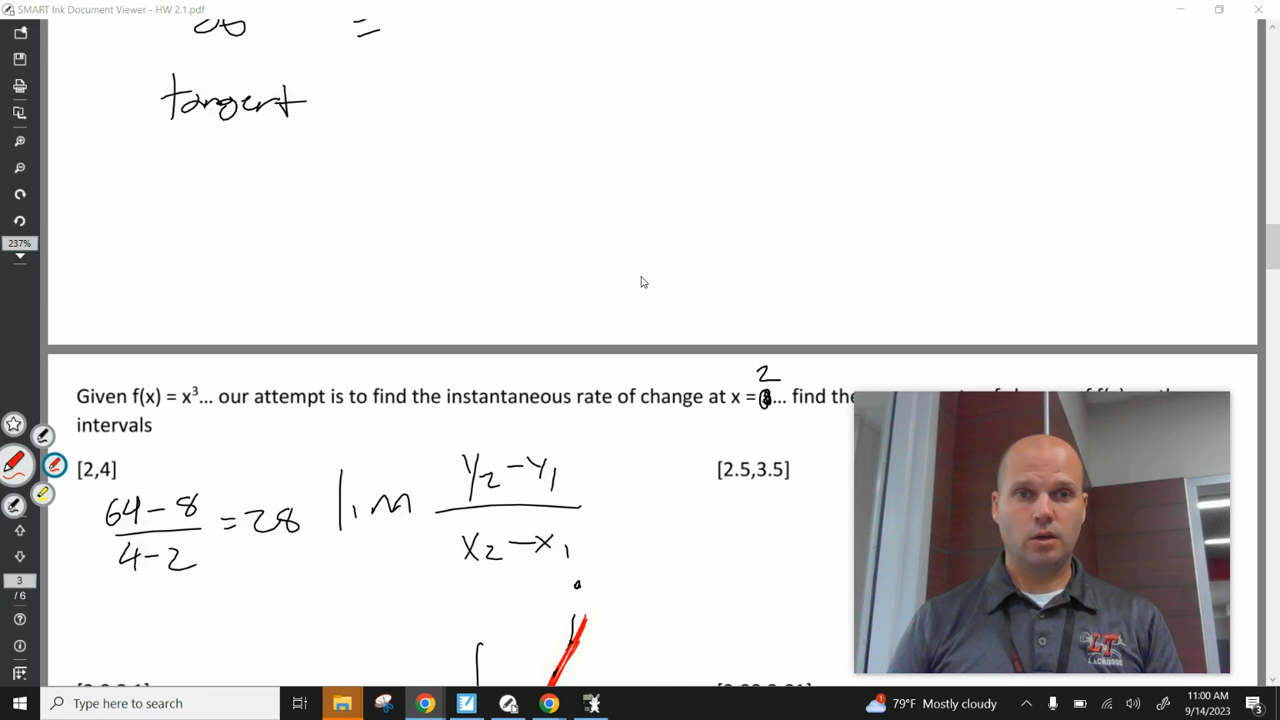 SMART Ink Document Viewer - HW 2.1.pdf
=
tangent
2
Given f(x) = x³... our attempt is to find the instantaneous rate of change at x = ... find the
intervals
[2,4]
[2.5,3.5]
64 - 8
4 - 2
= 28
lim
y₂ - y₁
x₂ - x₁
237%
3
/ 6
LT
LACROSSE
Type here to search
79°F Mostly cloudy
11:00 AM
9/14/2023
3